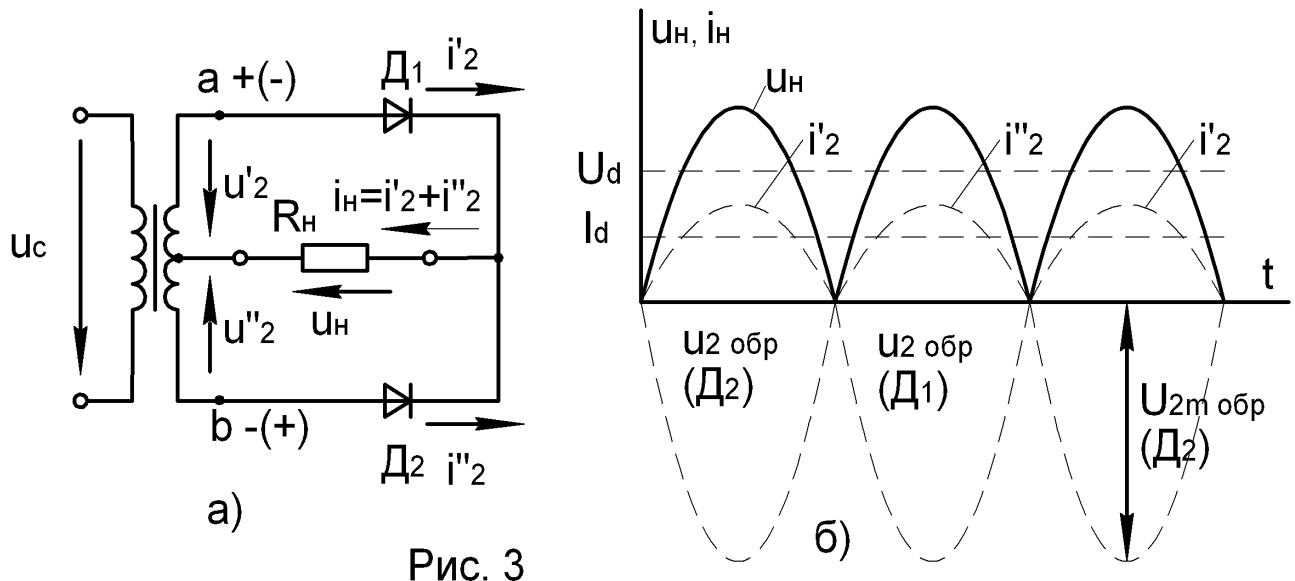 a +(-)
Д1
i'2
u'2
iн=i'2+i"2
Rн
uс
uн
u"2
b -(+)
Д2
i"2
а)
uн, iн
uн
i'2
i"2
i'2
Ud
Id
t
u2 обр
(Д2)
u2 обр
(Д1)
U2m обр
(Д2)
б)
Рис. 3